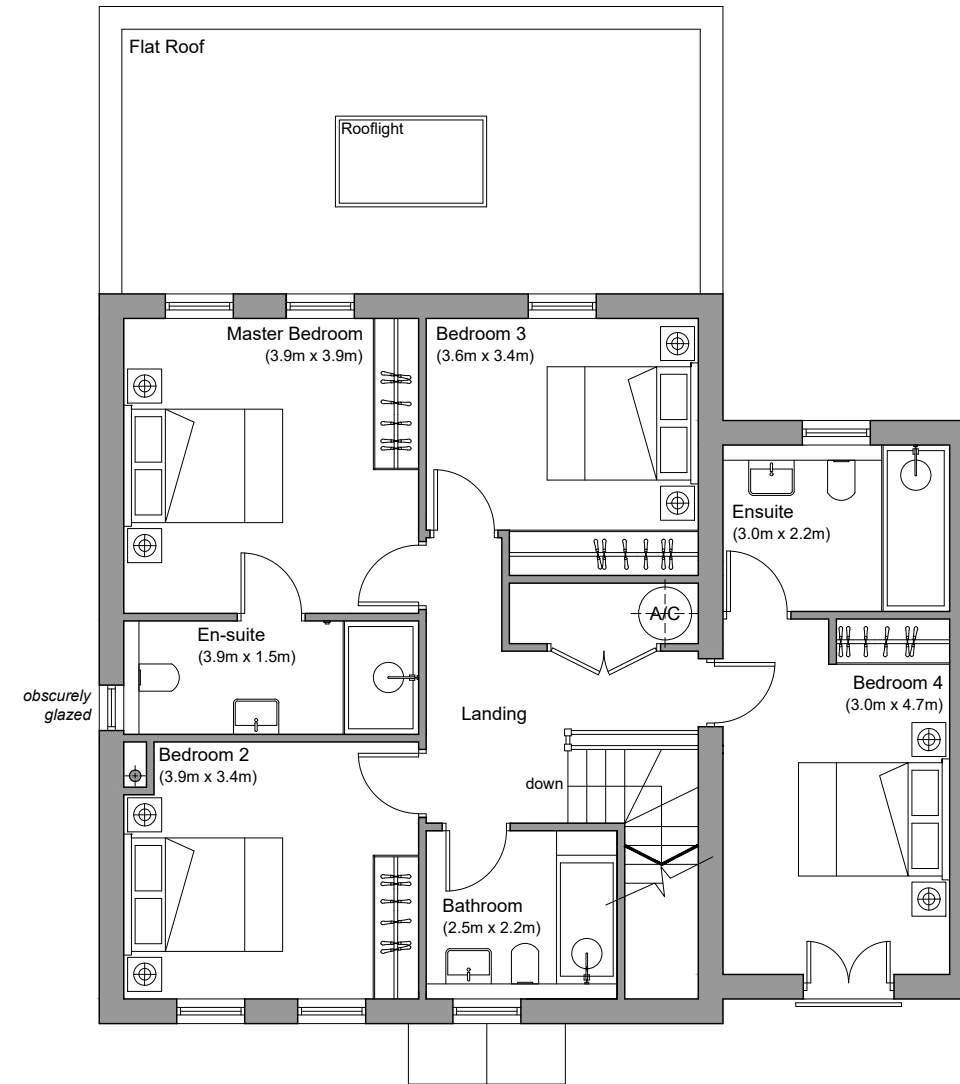 Flat Roof
Rooflight
Master Bedroom
(3.9m x 3.9m)
Bedroom 3
(3.6m x 3.4m)
Ensuite
(3.0m x 2.2m)
A/C
En-suite
(3.9m x 1.5m)
obscurely
glazed
Landing
Bedroom 4
(3.0m x 4.7m)
Bedroom 2
(3.9m x 3.4m)
down
Bathroom
(2.5m x 2.2m)